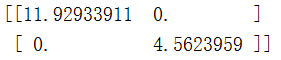 [[11.92933911  0.        ]
 [ 0.          4.5623959 ]]